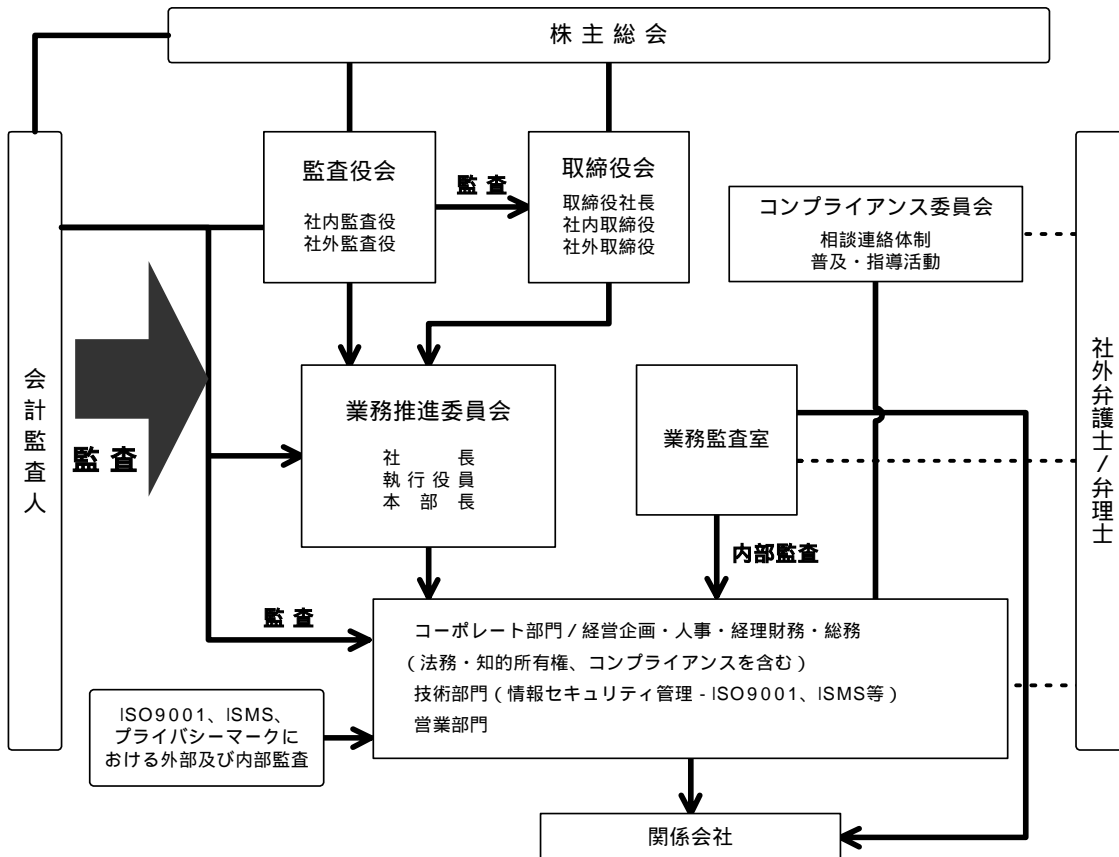 株主総会
監査役会
社内監査役
社外監査役
監査
取締役会
取締役社長
社内取締役
社外取締役
コンプライアンス委員会
相談連絡体制
普及・指導活動
会計監査人
監査
業務推進委員会
社長
執行役員
本部長
業務監査室
社外弁護士/弁理士
内部監査
監査
コーポレート部門/経営企画・人事・経理財務・総務
(法務・知的所有権、コンプライアンスを含む)
技術部門(情報セキュリティ管理 - ISO9001、ISMS等)
営業部門
ISO9001、ISMS、
プライバシーマークに
おける外部及び内部監査
関係会社